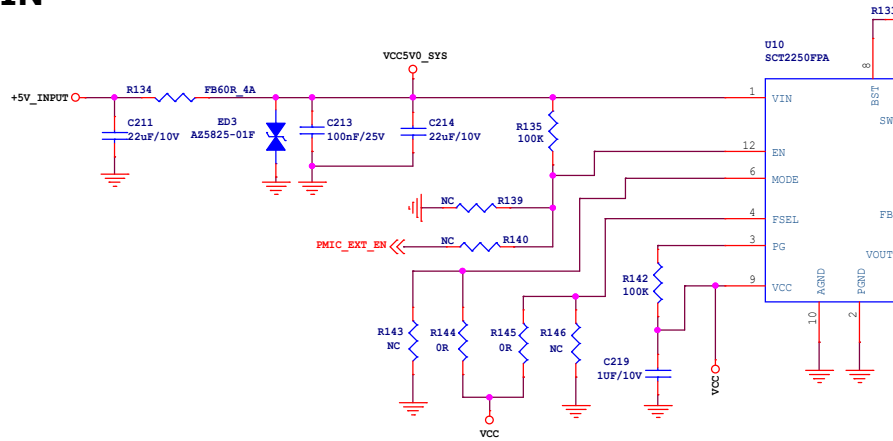 IN
R131
U10
SCT2250FPA
VCC5V0_SYS
8
+5V_INPUT
R134
FB60R_4A
1
VIN
BST
SW
C211
22uF/10V
ED3
AZ5825-01F
C213
100nF/25V
C214
22uF/10V
R135
100K
12
EN
6
MODE
NC
R139
4
FSEL
FB
PMIC_EXT_EN
NC
R140
3
PG
VOUT
R142
100K
9
VCC
AGND
PGND
10
2
R143
NC
R144
0R
R145
0R
R146
NC
C219
1UF/10V
VCC
VCC